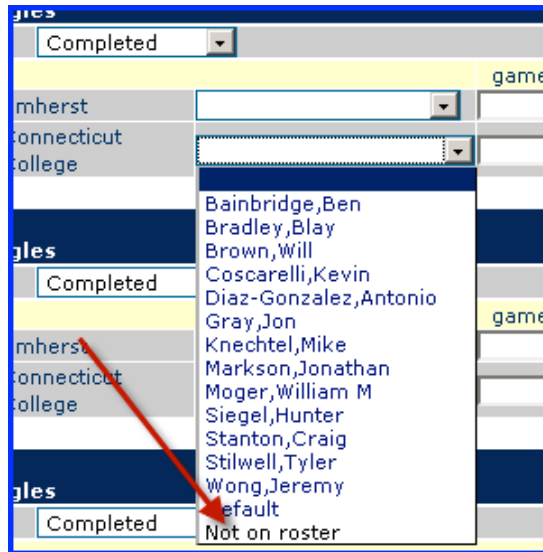 Completed
game
mherst
onnecticut
ollege
Bainbridge,Ben
Bradley,Blay
Brown,Will
Coscarelli,Kevin
Diaz-Gonzalez,Antonio
Gray,Jon
Knechtel,Mike
Markson,Jonathan
Moger,William M
Siegel,Hunter
Stanton,Craig
Stilwell,Tyler
Wong,Jeremy
efault
Not on roster
gles
Completed
game
mherst
onnecticut
ollege
gles
Completed